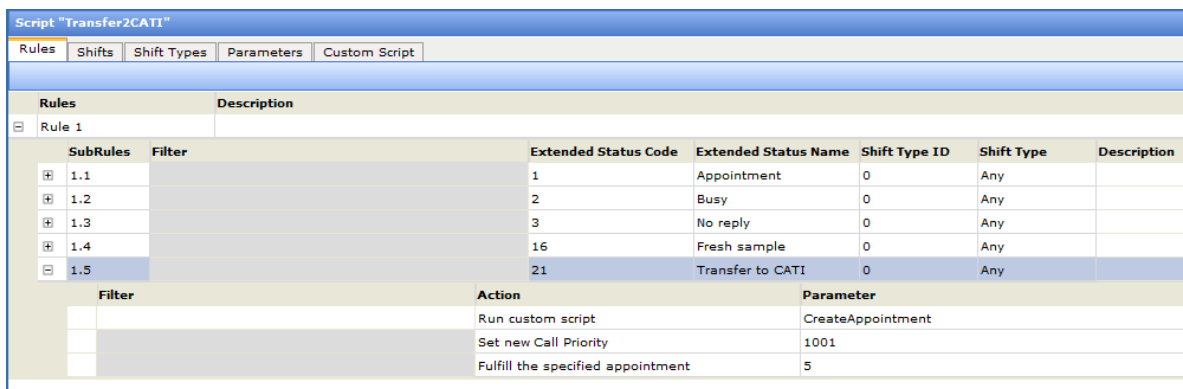 Script "Transfer2CATI"
Rules Shifts Shift Types Parameters Custom Script
Rules Description
Rule 1
SubRules Filter Extended Status Code Extended Status Name Shift Type ID Shift Type Description
1.1 1 Appointment 0 Any
1.2 2 Busy 0 Any
1.3 3 No reply 0 Any
1.4 16 Fresh sample 0 Any
1.5 21 Transfer to CATI 0 Any
Filter Action Parameter
Run custom script CreateAppointment
Set new Call Priority 1001
Fulfill the specified appointment 5